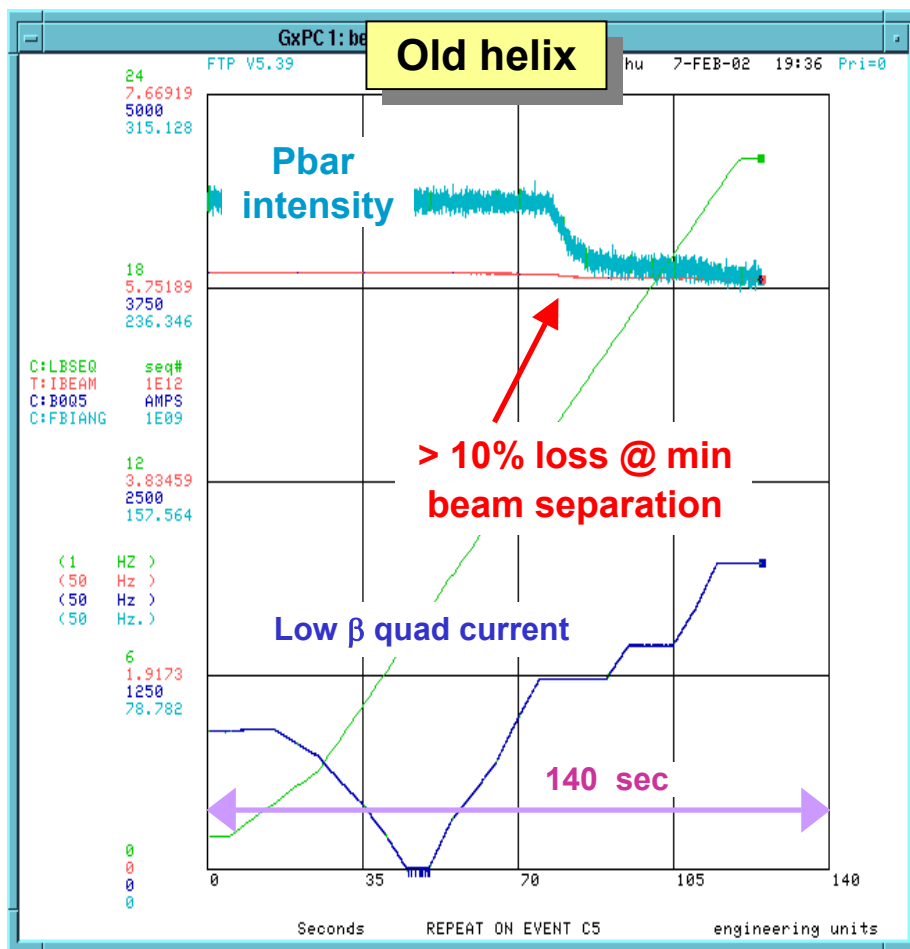 GxPC1: be
Old helix
FTP V5.39
hu 7-FEB-02 19:36 Pri=0
24
7.66919
5000
315.128
Pbar
intensity
18
5.75189
3750
236.346
C:LBSEQ seq#
T:IBEAM 1E12
C:B0Q5 AMPS
C:FBIANG 1E09
> 10% loss @ min
beam separation
12
3.83459
2500
157.564
(1 HZ )
(50 Hz )
(50 Hz )
(50 Hz.)
Low β quad current
6
1.9173
1250
78.782
140 sec
0
0
0
0
0 35 70 105 140
Seconds REPEAT ON EVENT C5 engineering units